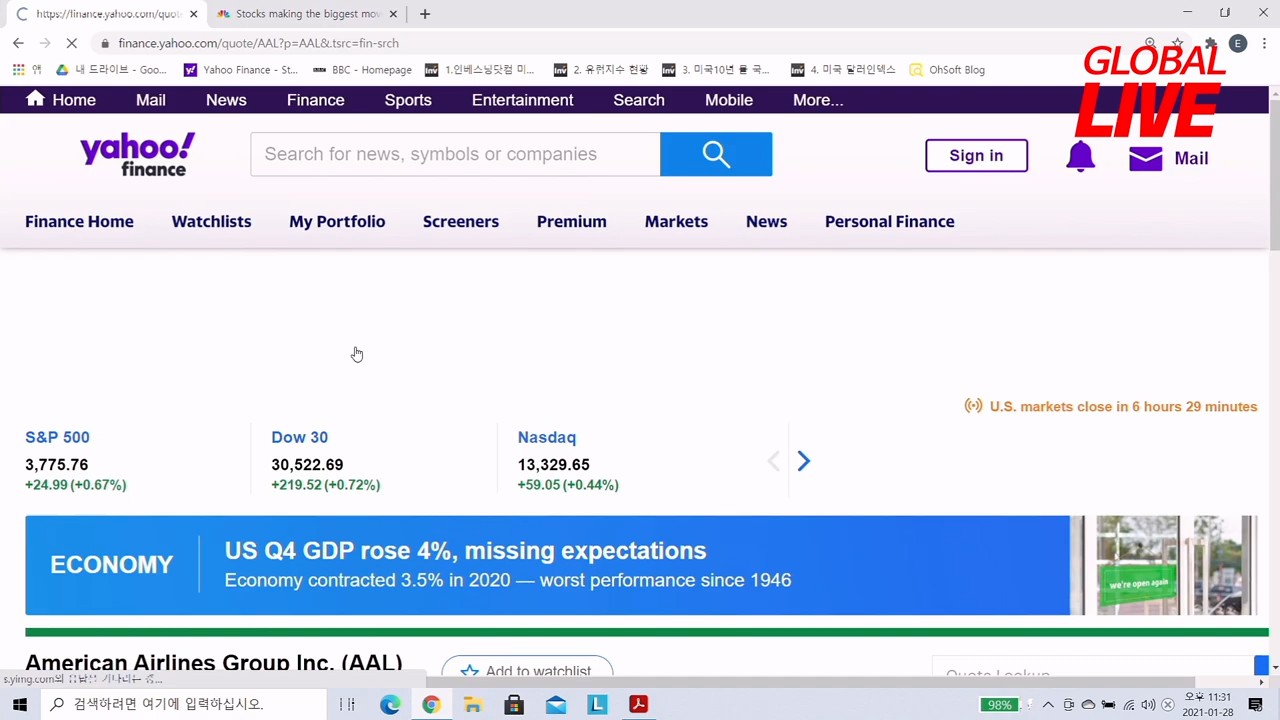 https://finance.yahoo.com/quote
Stocks making the biggest mov
finance.yahoo.com/quote/AAL?p=AAL&.tsrc=fin-srch
E
앱
내 드라이브 - Goo...
Yahoo Finance - St...
BBC - Homepage
1.인베스팅닷컴 미...
2. 유럽지수 현황
3. 미국10년 물 국...
4. 미국 달러인덱스
OhSoft Blog
GLOBAL
LIVE
Home
Mail
News
Finance
Sports
Entertainment
Search
Mobile
More...
yahoo!
finance
Search for news, symbols or companies
Sign in
Mail
Finance Home
Watchlists
My Portfolio
Screeners
Premium
Markets
News
Personal Finance
U.S. markets close in 6 hours 29 minutes
S&P 500
3,775.76
+24.99 (+0.67%)
Dow 30
30,522.69
+219.52 (+0.72%)
Nasdaq
13,329.65
+59.05 (+0.44%)
ECONOMY
US Q4 GDP rose 4%, missing expectations
Economy contracted 3.5% in 2020 — worst performance since 1946
we're open again
American Airlines Group Inc. (AAL)
Add to watchlist
Quote Lookup
검색하려면 여기에 입력하십시오.
98%
오후 11:31
2021-01-28